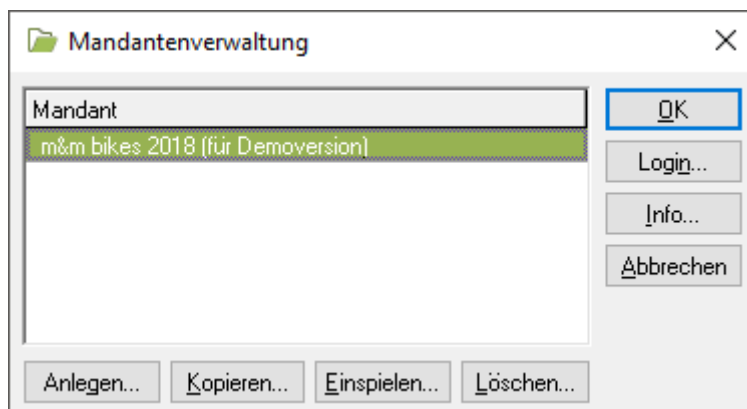 Mandantenverwaltung
Mandant
m&m bikes 2018 (für Demoversion)
OK
Login...
Info...
Abbrechen
Anlegen... Kopieren... Einspielen... Löschen...